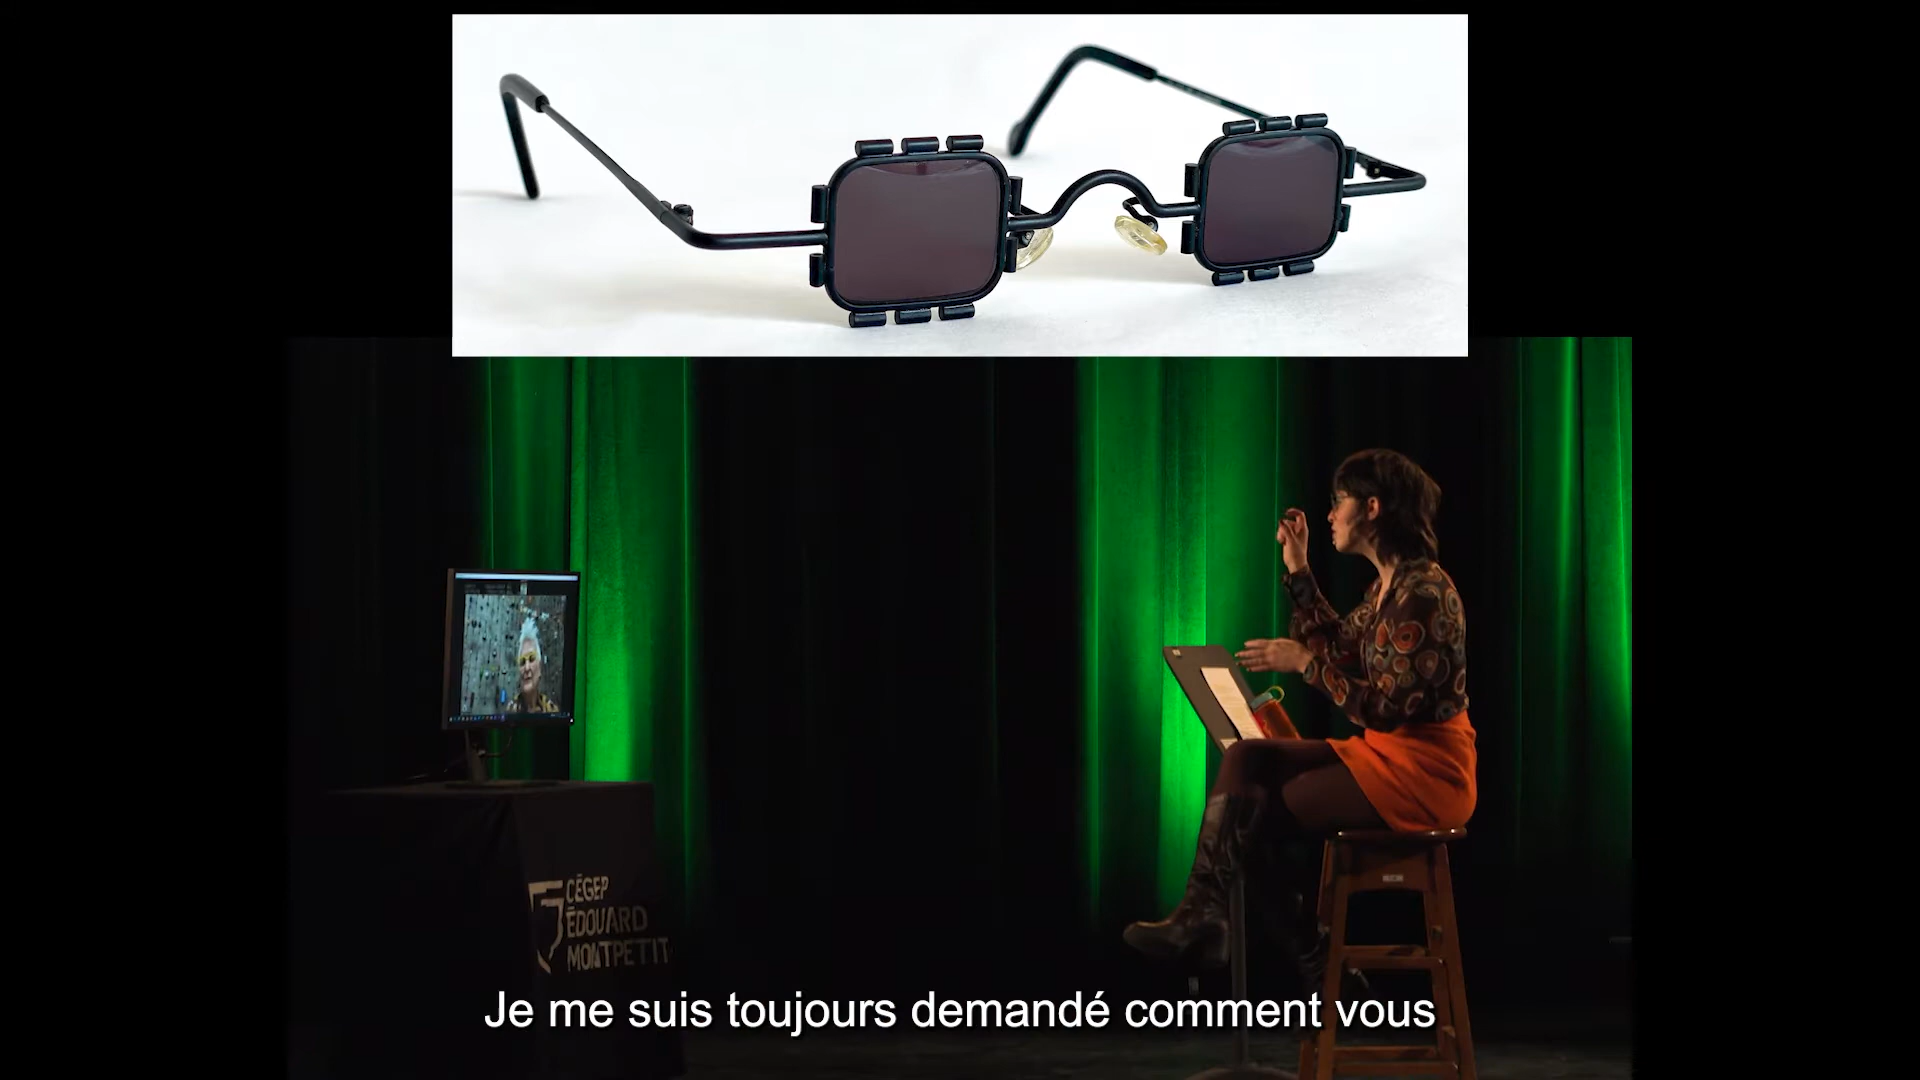 CÉGEP
ÉDOUARD
MONTPETIT
Je me suis toujours demandé comment vous